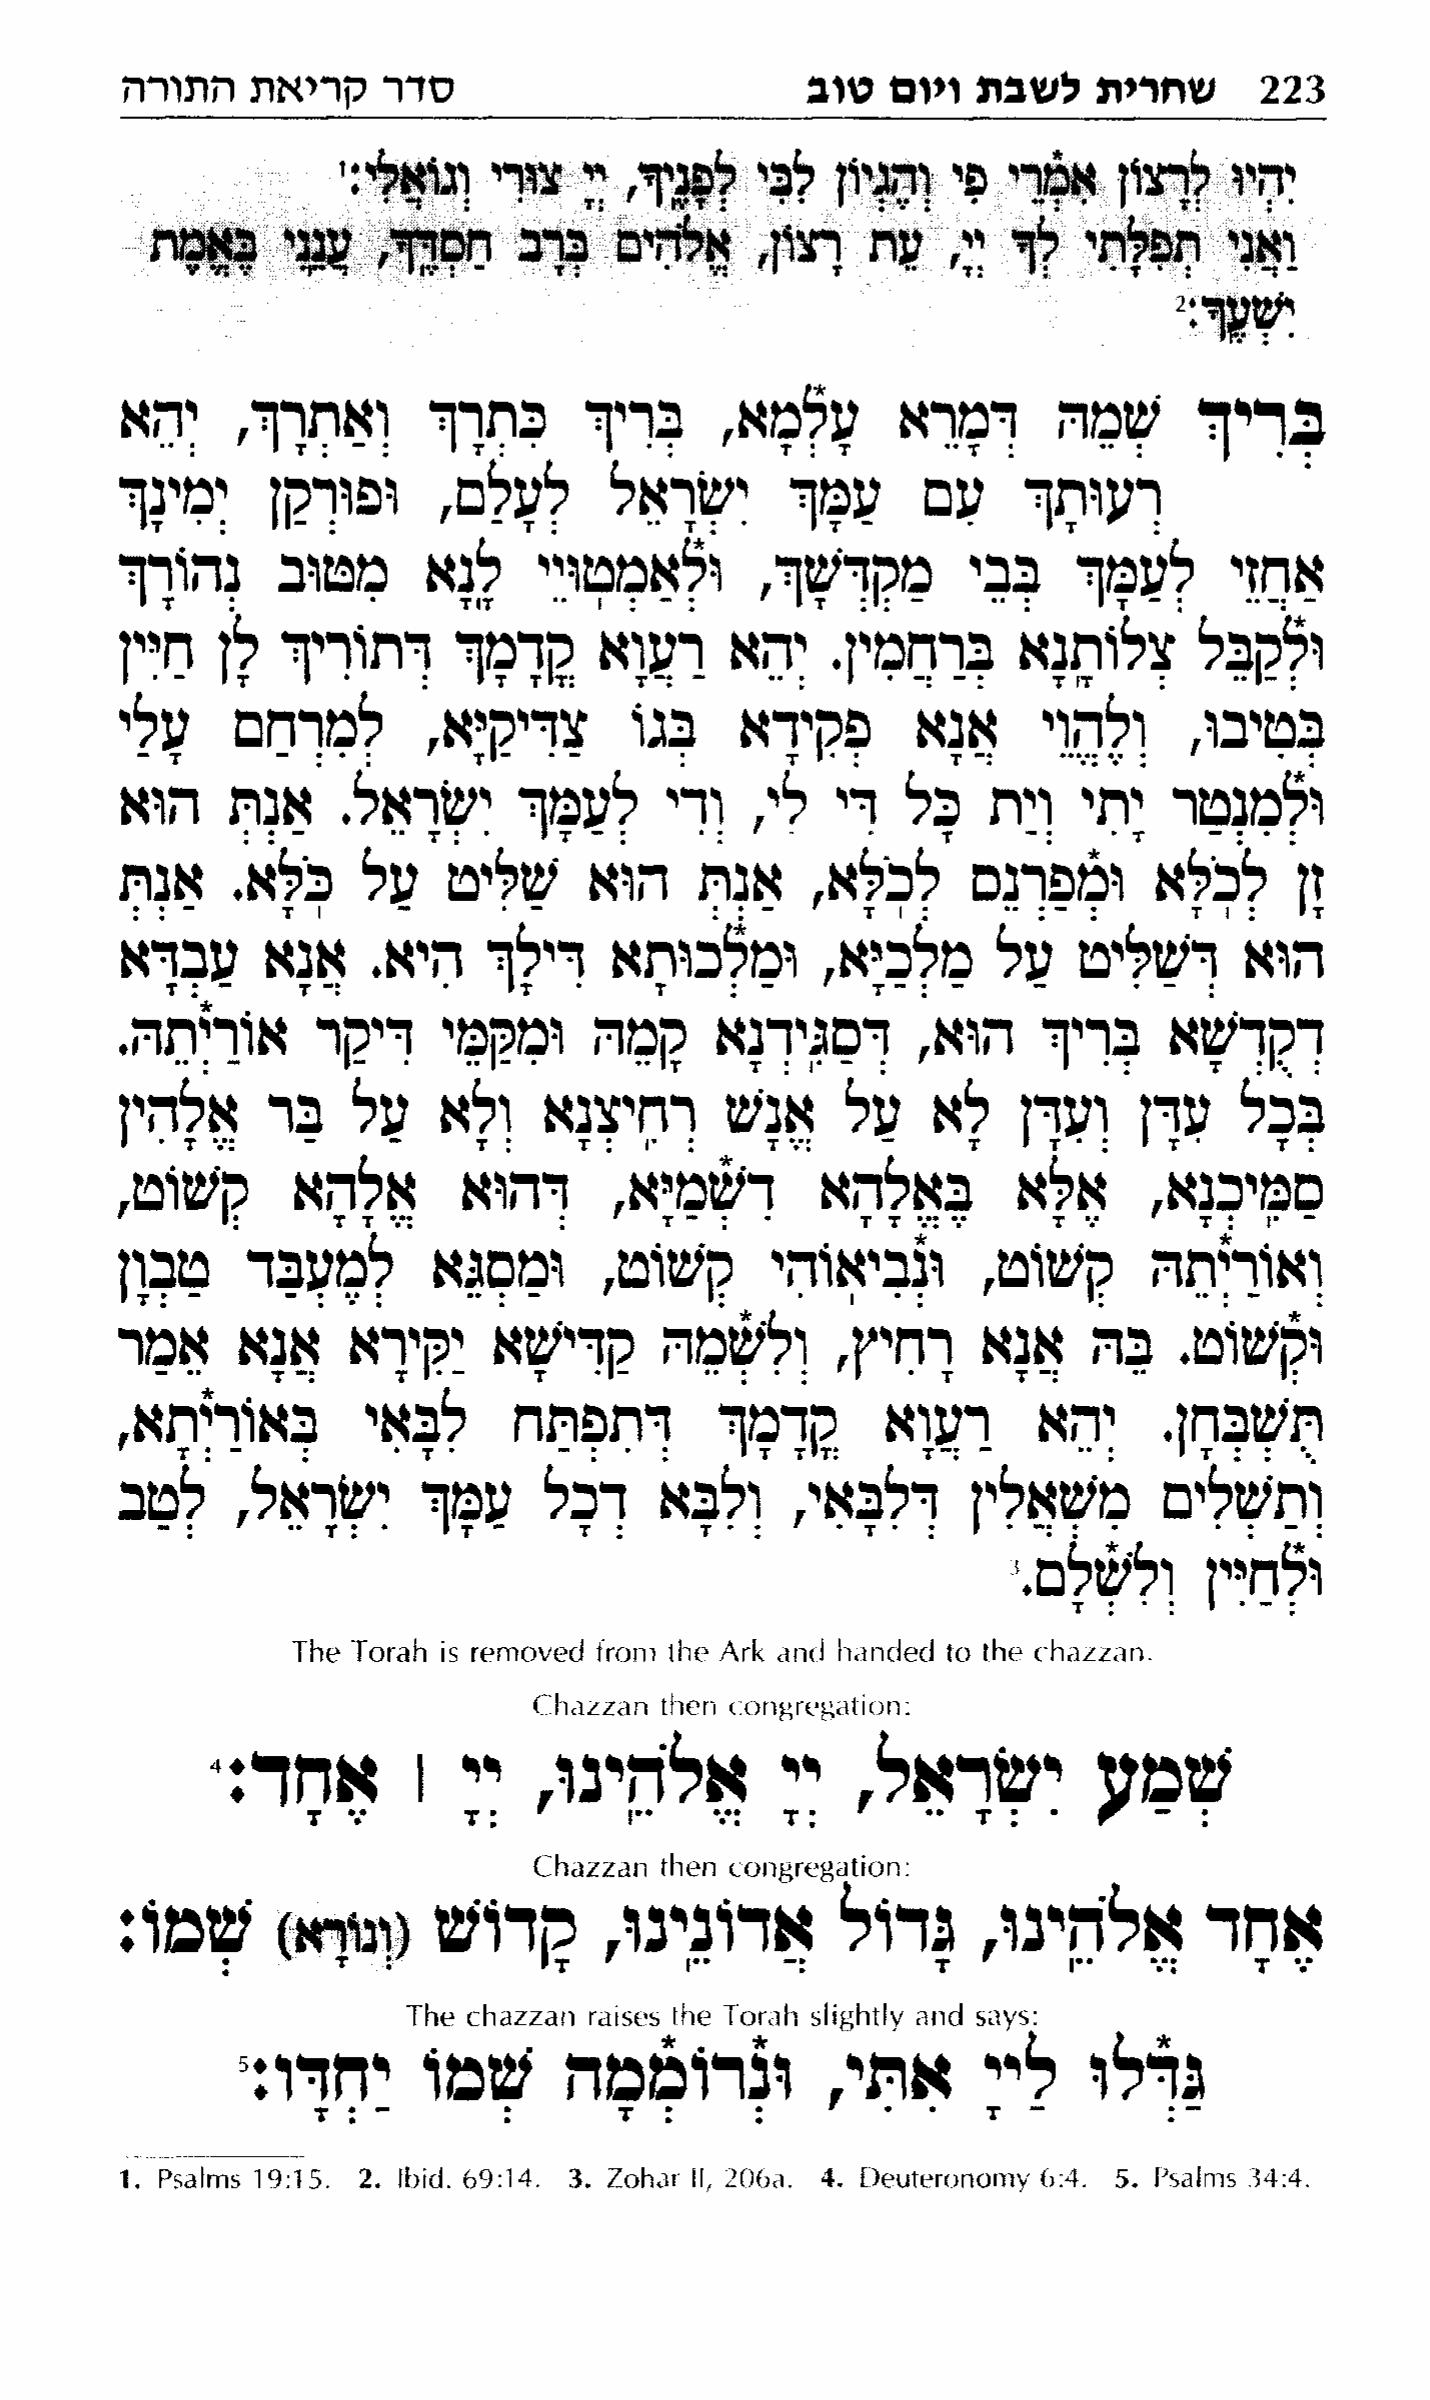 223 שחרית לשבת ויום טוב סדר קריאת התורה
יִהְיוּ לְרָצוֹן אִמְ֯רֵי פִי וְהֶגְיוֹן לִבִּי לְפָנֶיךָ, יְיָ צוּרִי וְגוֹאֲלִי׃1
וַאֲנִי תְפִלָּתִי לְךָ יְיָ, עֵת רָצוֹן, אֱלֹהִים בְּרָב חַסְדֶּךָ, עֲנֵנִי בֶּאֱמֶת
יִשְׁעֶךָ׃2
בְּרִיךְ שְׁמֵהּ דְּמָרֵא עָלְ*מָא, בְּרִיךְ כִּתְרָךְ וְאַתְרָךְ, יְהֵא
רְעוּתָךְ עִם עַמָּךְ יִשְׂרָאֵל לְעָלַם, וּפוּרְקַן יְמִינָךְ
אַחֲזֵי לְעַמָּךְ בְּבֵי מַקְדְּשָׁךְ, וּלְ*אַמְטוּיֵי לָנָא מִטּוּב נְהוֹרָךְ
וּלְ*קַבֵּל צְלוֹתָנָא בְּרַחֲמִין. יְהֵא רַעֲוָא קֳדָמָךְ דְּתוֹרִיךְ לָן חַיִּין
בְּטִיבוּ, וְלֶהֱוֵי אֲנָא פְקִידָא בְּגוֹ צַדִּיקַיָּא, לְמִרְחַם עָלַי
וּלְ*מִנְטַר יָתִי וְיַת כָּל דִּי לִי, וְדִי לְעַמָּךְ יִשְׂרָאֵל. אַנְתְּ הוּא
זָן לְכֹלָּא וּמְ*פַרְנֵס לְכֹלָּא, אַנְתְּ הוּא שַׁלִּיט עַל כֹּלָּא. אַנְתְּ
הוּא דְּשַׁלִּיט עַל מַלְכַיָּא, וּמַלְ*כוּתָא דִּילָךְ הִיא. אֲנָא עַבְדָּא
דְקֻדְשָׁא בְּרִיךְ הוּא, דְּסָגִידְנָא קַמֵּהּ וּמִקַּמֵּי דִּיקַר אוֹרַיְ*תֵהּ.
בְּכָל עִדָּן וְעִדָּן לָא עַל אֱנָשׁ רְחִיצְנָא וְלָא עַל בַּר אֱלָהִין
סַמִּיכְנָא, אֶלָּא בֶּאֱלָהָא דִשְׁ*מַיָּא, דְּהוּא אֱלָהָא קְשׁוֹט,
וְאוֹרַיְ*תֵהּ קְשׁוֹט, וּנְ*בִיאוֹהִי קְשׁוֹט, וּמַסְגֵּא לְמֶעְבַּד טַבְוָן
וּקְ*שׁוֹט. בֵּהּ אֲנָא רָחִיץ, וְלִשְׁ*מֵהּ קַדִּישָׁא יַקִּירָא אֲנָא אֵמַר
תֻּשְׁבְּחָן. יְהֵא רַעֲוָא קֳדָמָךְ דְּתִפְתַּח לִבָּאִי בְּאוֹרַיְ*תָא,
וְתַשְׁלִים מִשְׁאֲלִין דְּלִבָּאִי, וְלִבָּא דְכָל עַמָּךְ יִשְׂרָאֵל, לְטַב
וּלְ*חַיִּין וְלִשְׁ*לָם.3
The Torah is removed from the Ark and handed to the chazzan.
Chazzan then congregation:
שְׁמַע יִשְׂרָאֵל, יְיָ אֱלֹהֵינוּ, יְיָ | אֶחָד׃4
Chazzan then congregation:
אֶחָד אֱלֹהֵינוּ, גָּדוֹל אֲדוֹנֵינוּ, קָדוֹשׁ (וְנוֹרָא) שְׁמוֹ׃
The chazzan raises the Torah slightly and says:
גַּדְּ*לוּ לַייָ אִתִּי, וּנְ*רוֹמְ*מָה שְׁמוֹ יַחְדָּו׃5
1. Psalms 19:15. 2. Ibid. 69:14. 3. Zohar II, 206a. 4. Deuteronomy 6:4. 5. Psalms 34:4.